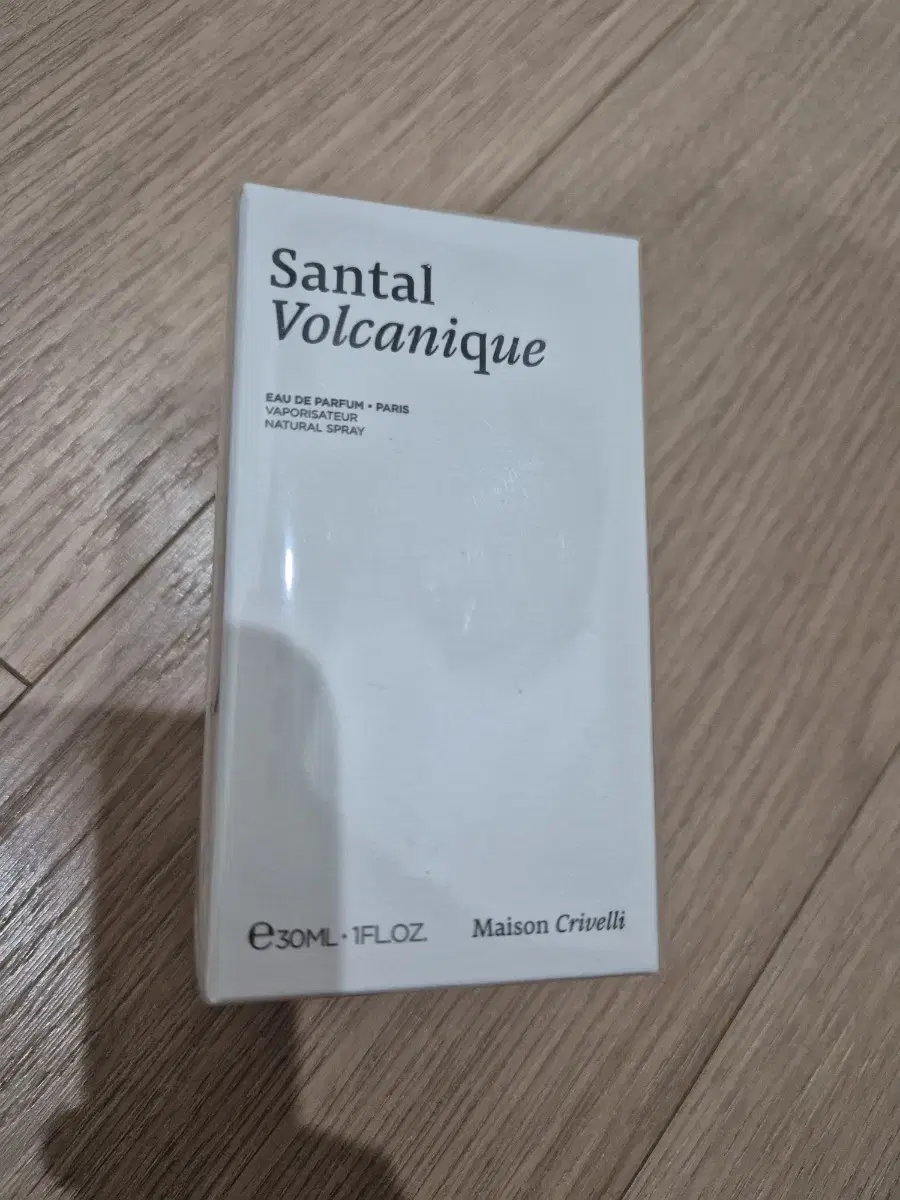 Santal
Volcanique
EAU DE PARFUM • PARIS
VAPORISATEUR
NATURAL SPRAY
℮30ML • 1FL.OZ.
Maison Crivelli